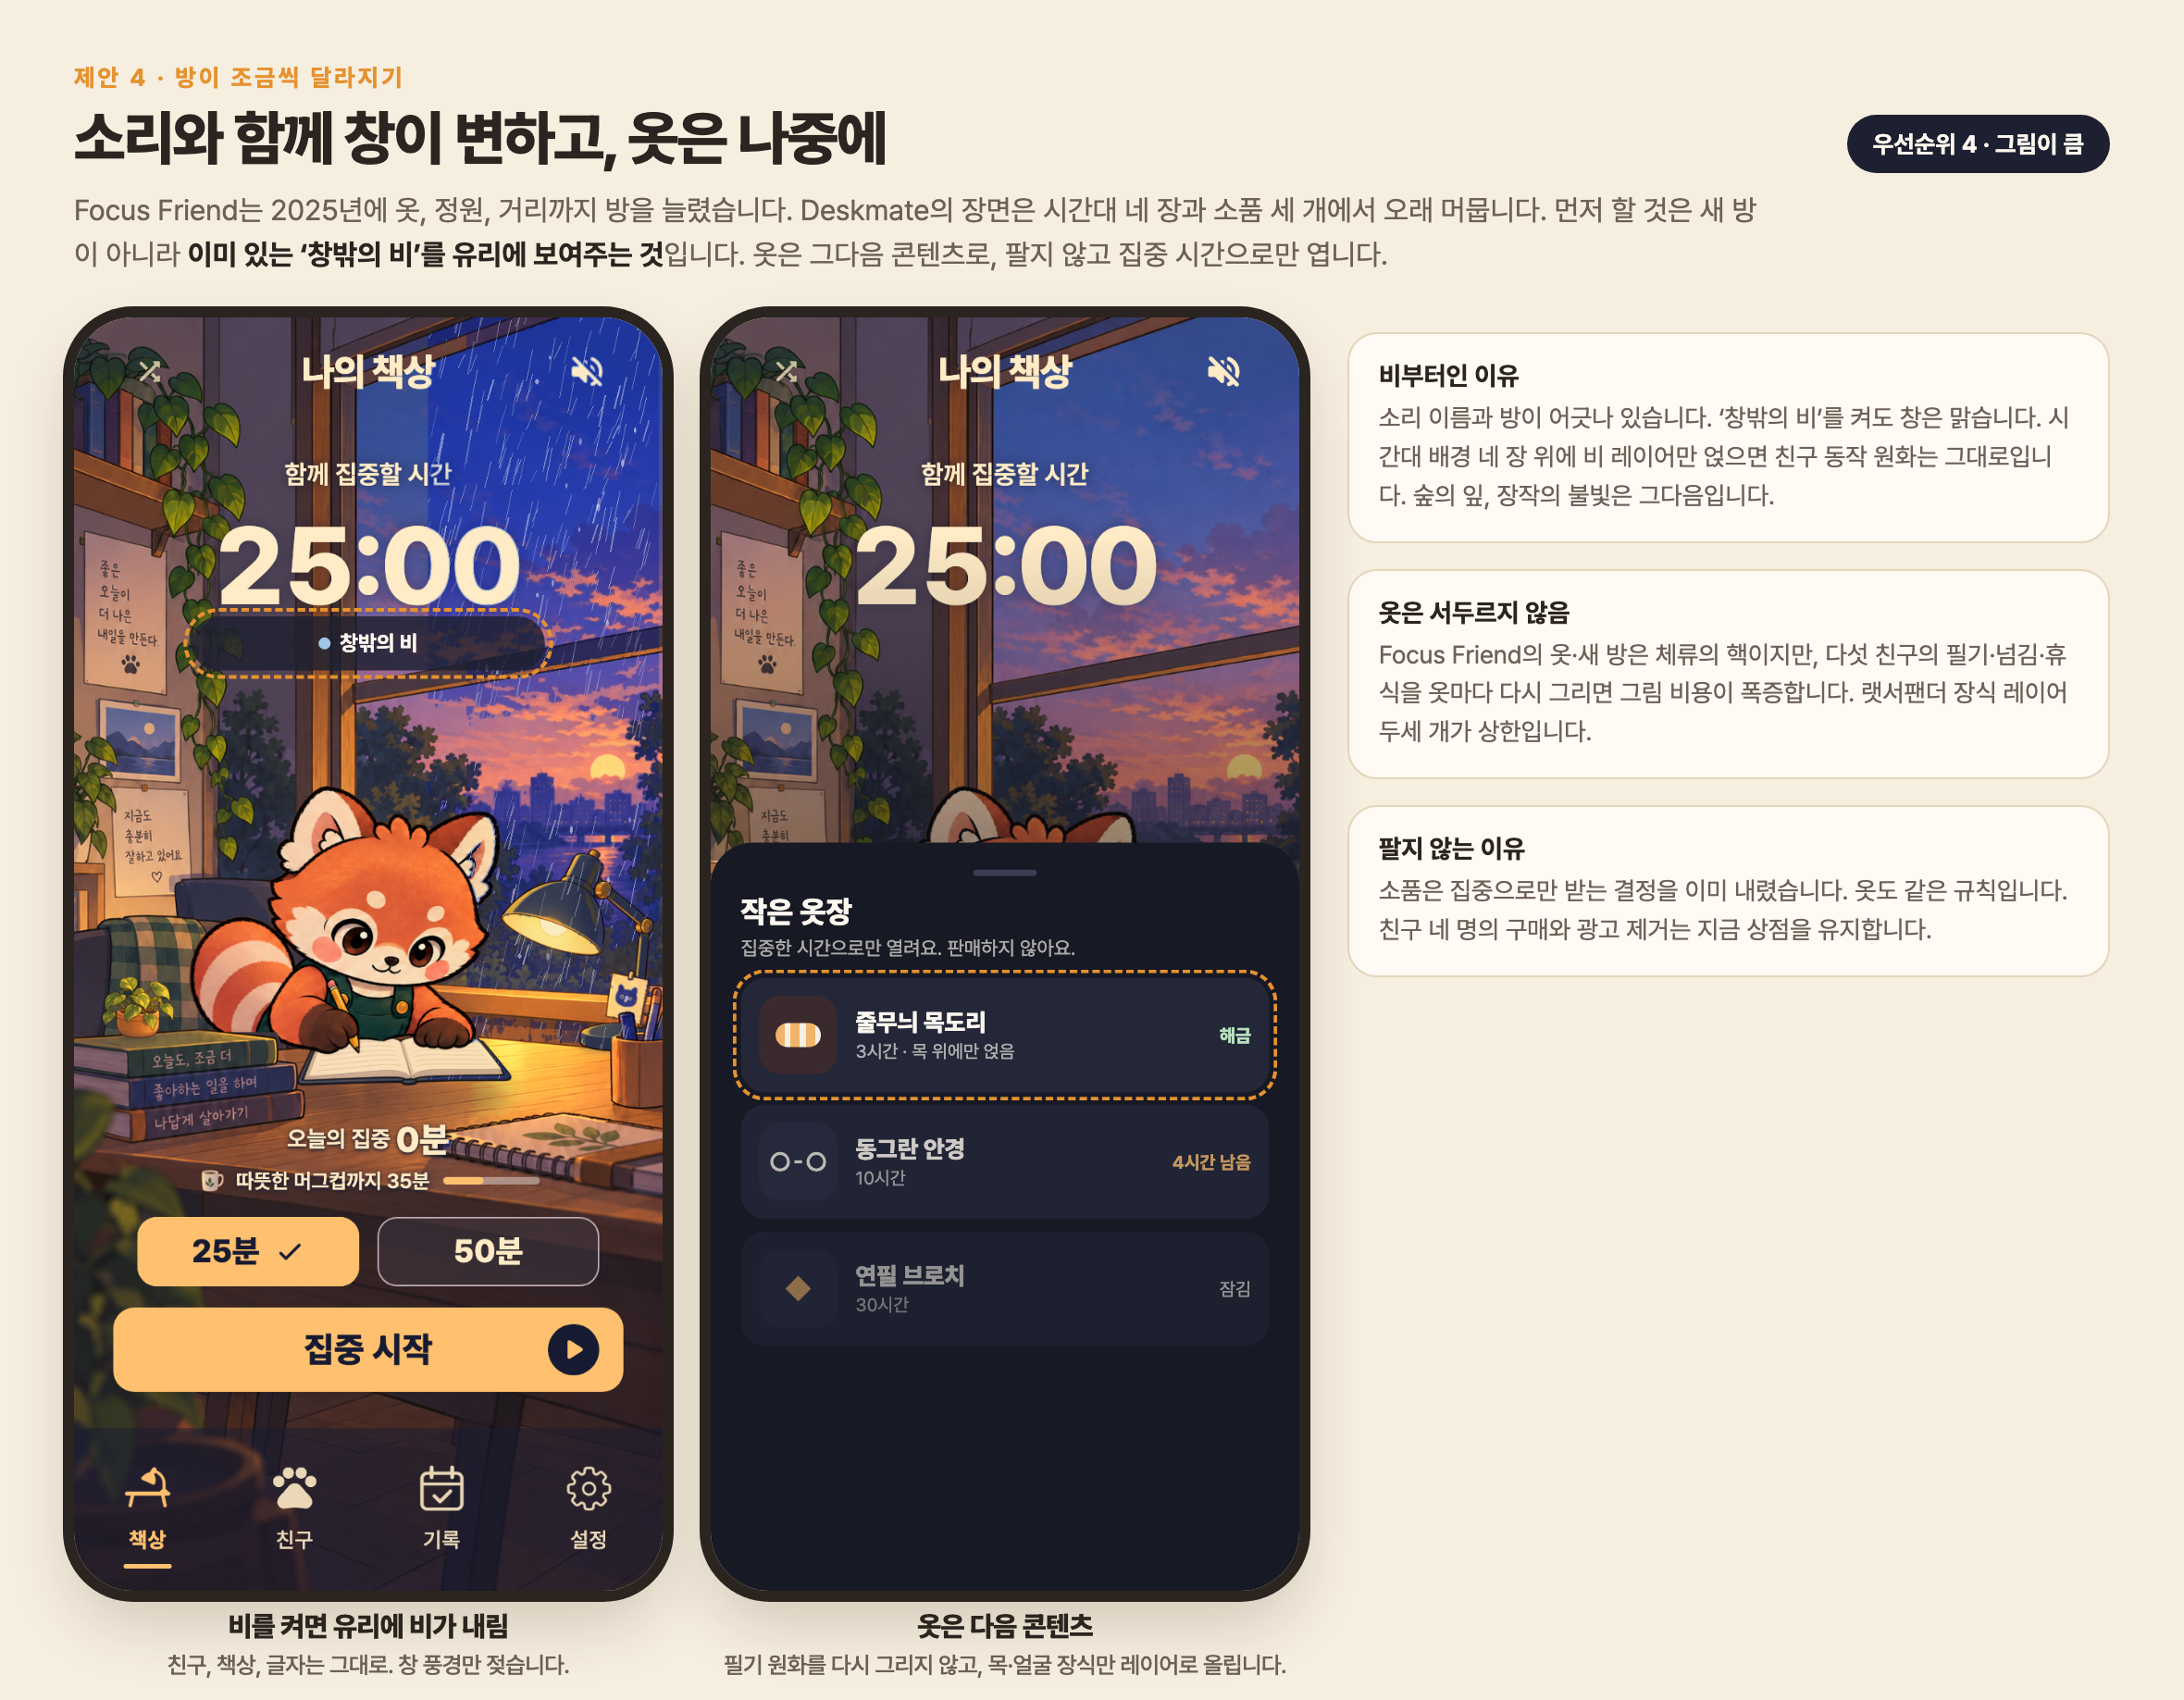 제안 4 · 방이 조금씩 달라지기
소리와 함께 창이 변하고, 옷은 나중에
우선순위 4 · 그림이 큼
Focus Friend는 2025년에 옷, 정원, 거리까지 방을 늘렸습니다. Deskmate의 장면은 시간대 네 장과 소품 세 개에서 오래 머뭅니다. 먼저 할 것은 새 방
이 아니라 이미 있는 ‘창밖의 비’를 유리에 보여주는 것입니다. 옷은 그다음 콘텐츠로, 팔지 않고 집중 시간으로만 엽니다.
나의 책상
함께 집중할 시간
25:00
창밖의 비
좋은
오늘이
더 나은
내일을 만든다.
지금도
충분히
잘하고 있어요
♡
오늘도, 조금 더
좋아하는 일을 하며
나답게 살아가기
오늘의 집중 0분
따뜻한 머그컵까지 35분
25분
50분
집중 시작
책상
친구
기록
설정
비를 켜면 유리에 비가 내림
친구, 책상, 글자는 그대로. 창 풍경만 젖습니다.
나의 책상
함께 집중할 시간
25:00
좋은
오늘이
더 나은
내일을 만든다.
지금도
충분히
작은 옷장
집중한 시간으로만 열려요. 판매하지 않아요.
줄무늬 목도리
3시간 · 목 위에만 얹음
해금
동그란 안경
10시간
4시간 남음
연필 브로치
30시간
잠김
옷은 다음 콘텐츠
필기 원화를 다시 그리지 않고, 목·얼굴 장식만 레이어로 올립니다.
비부터인 이유
소리 이름과 방이 어긋나 있습니다. ‘창밖의 비’를 켜도 창은 맑습니다. 시
간대 배경 네 장 위에 비 레이어만 얹으면 친구 동작 원화는 그대로입니
다. 숲의 잎, 장작의 불빛은 그다음입니다.
옷은 서두르지 않음
Focus Friend의 옷·새 방은 체류의 핵이지만, 다섯 친구의 필기·넘김·휴
식을 옷마다 다시 그리면 그림 비용이 폭증합니다. 랫서팬더 장식 레이어
두세 개가 상한입니다.
팔지 않는 이유
소품은 집중으로만 받는 결정을 이미 내렸습니다. 옷도 같은 규칙입니다.
친구 네 명의 구매와 광고 제거는 지금 상점을 유지합니다.